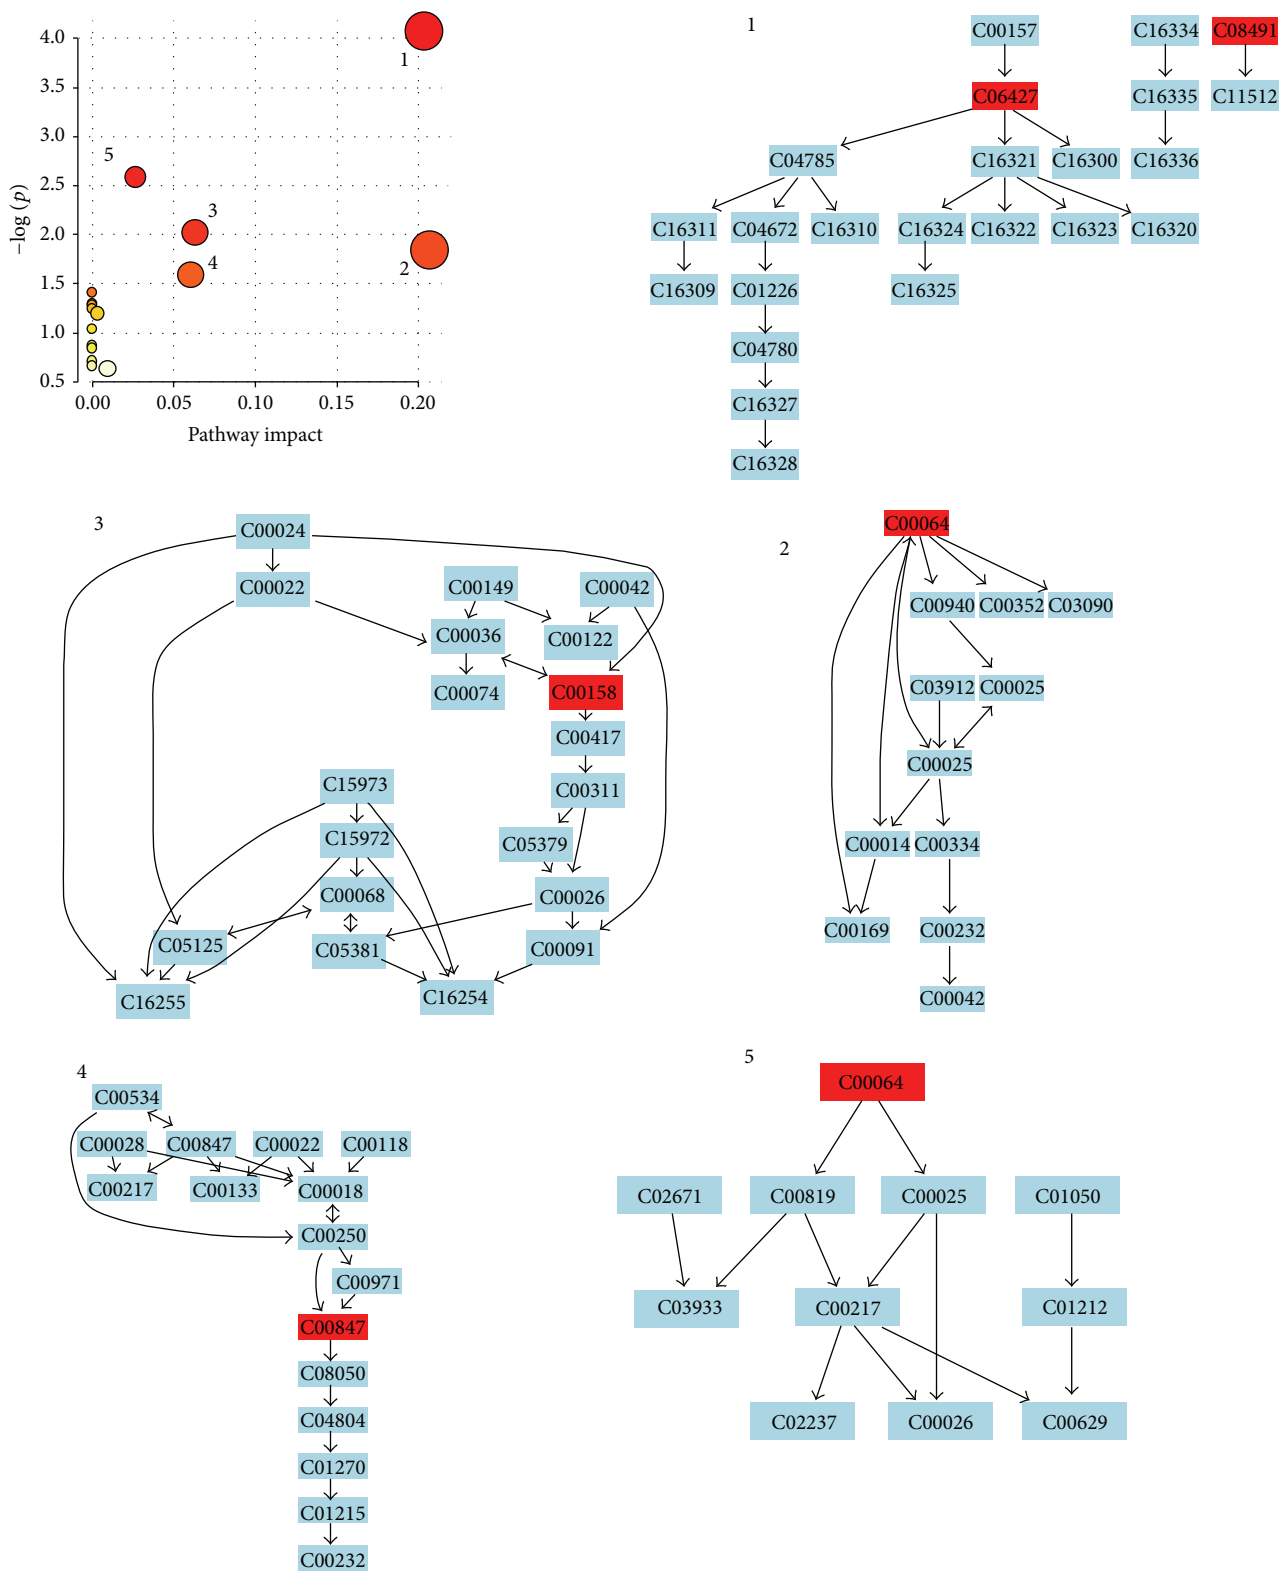 4.0
3.5
3.0
2.5
2.0
1.5
1.0
0.5
−log (p)
0.00 0.05 0.10 0.15 0.20
Pathway impact
1
5
3
2
4
1
C00157 C16334 C08491
C06427 C16335 C11512
C04785 C16321 C16300 C16336
C16311 C04672 C16310 C16324 C16322 C16323 C16320
C16309 C01226 C16325
C04780
C16327
C16328
3
C00024
C00022 C00149 C00042
C00036 C00122
C00074 C00158
C00417
C15973 C00311
C15972 C05379
C00068 C00026
C05125 C05381 C00091
C16255 C16254
2
C00064
C00940 C00352 C03090
C03912 C00025
C00025
C00014 C00334
C00169 C00232
C00042
4
C00534
C00028 C00847 C00022 C00118
C00217 C00133 C00018
C00250
C00971
C00847
C08050
C04804
C01270
C01215
C00232
5
C00064
C02671 C00819 C00025 C01050
C03933 C00217 C01212
C02237 C00026 C00629